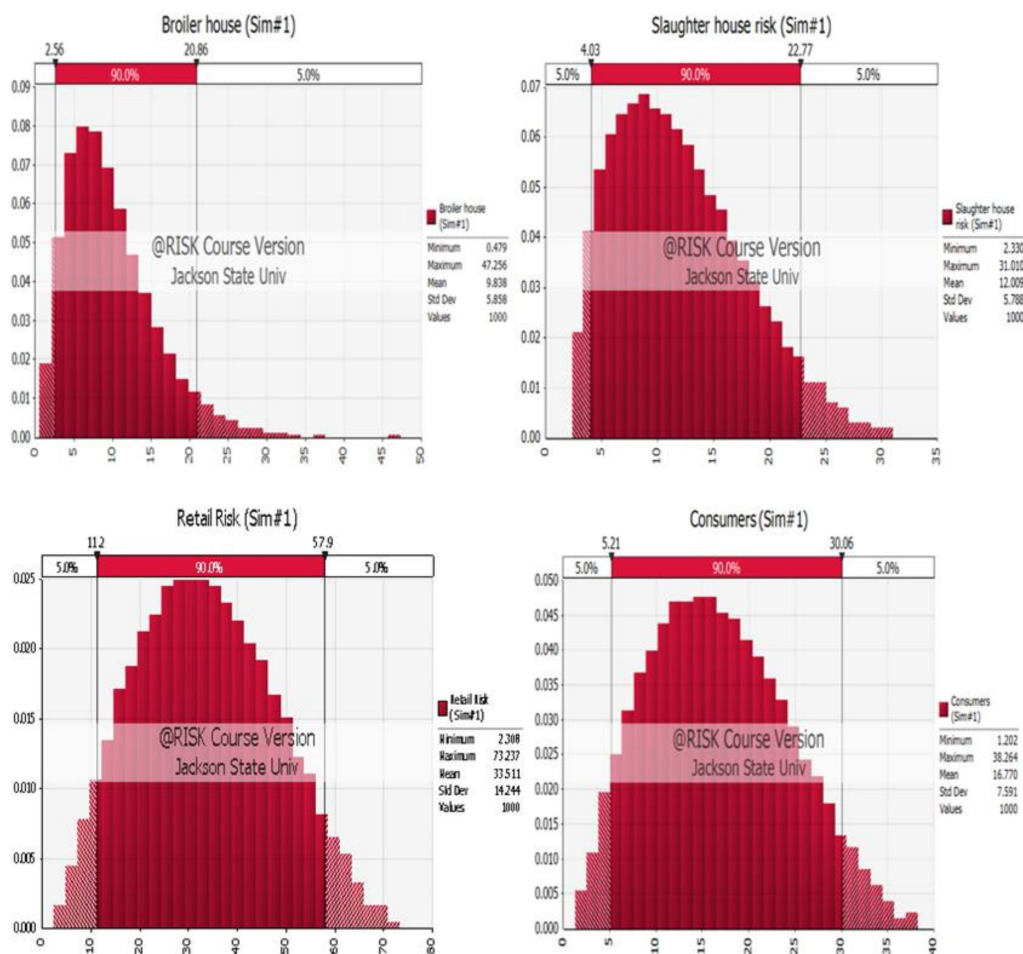 Broiler house (Sim#1)
2.56 20.86
90.0% 5.0%
0.09
0.08
0.07
0.06
0.05
0.04
0.03
0.02
0.01
0.00
0 5 10 15 20 25 30 35 40 45 50
@RISK Course Version
Jackson State Univ
Broiler house
(Sim#1)
Minimum 0.479
Maximum 47.256
Mean 9.838
Std Dev 5.858
Values 1000
Slaughter house risk (Sim#1)
4.03 22.77
5.0% 90.0% 5.0%
0.07
0.06
0.05
0.04
0.03
0.02
0.01
0.00
0 5 10 15 20 25 30 35
@RISK Course Version
Jackson State Univ
Slaughter house
risk (Sim#1)
Minimum 2.330
Maximum 31.010
Mean 12.009
Std Dev 5.788
Values 1000
Retail Risk (Sim#1)
11.2 57.9
5.0% 90.0% 5.0%
0.025
0.020
0.015
0.010
0.005
0.000
0 10 20 30 40 50 60 70 80
@RISK Course Version
Jackson State Univ
Retail Risk
(Sim#1)
Minimum 2.308
Maximum 73.237
Mean 33.511
Std Dev 14.244
Values 1000
Consumers (Sim#1)
5.21 30.06
5.0% 90.0% 5.0%
0.050
0.045
0.040
0.035
0.030
0.025
0.020
0.015
0.010
0.005
0.000
0 5 10 15 20 25 30 35 40
@RISK Course Version
Jackson State Univ
Consumers
(Sim#1)
Minimum 1.202
Maximum 38.264
Mean 16.770
Std Dev 7.591
Values 1000